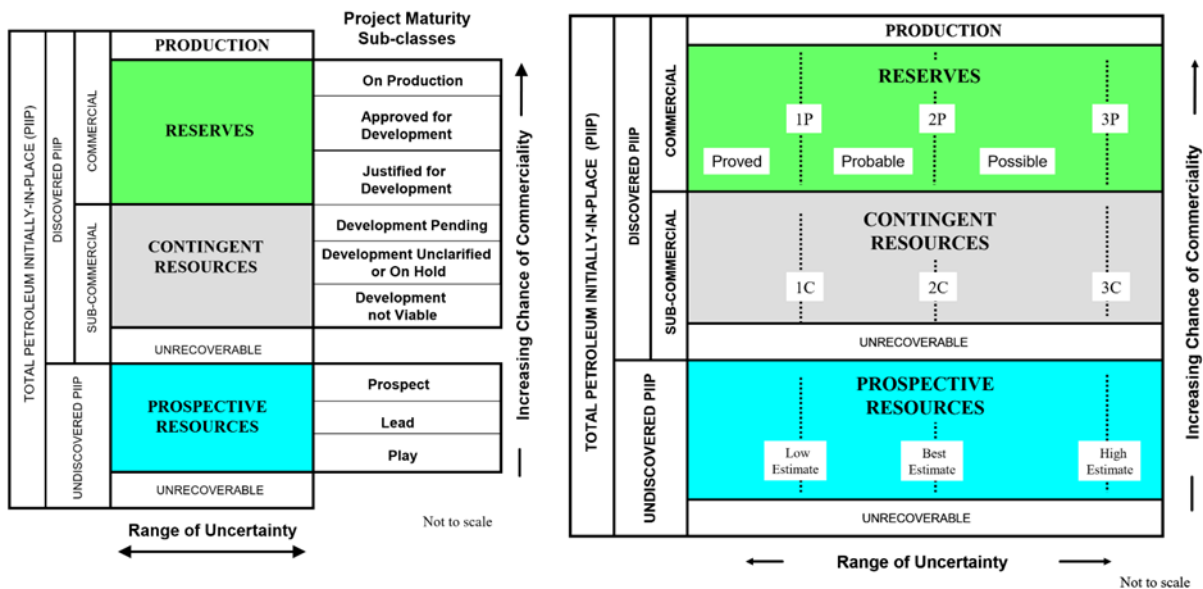 Project Maturity
Sub-classes
TOTAL PETROLEUM INITIALLY-IN-PLACE (PIIP)
DISCOVERED PIIP
COMMERCIAL
SUB-COMMERCIAL
UNDISCOVERED PIIP
PRODUCTION
RESERVES
On Production
Approved for
Development
Justified for
Development
CONTINGENT
RESOURCES
Development Pending
Development Unclarified
or On Hold
Development
not Viable
UNRECOVERABLE
PROSPECTIVE
RESOURCES
Prospect
Lead
Play
UNRECOVERABLE
Increasing Chance of Commerciality
Range of Uncertainty
Not to scale
TOTAL PETROLEUM INITIALLY-IN-PLACE (PIIP)
DISCOVERED PIIP
COMMERCIAL
SUB-COMMERCIAL
UNDISCOVERED PIIP
PRODUCTION
RESERVES
1P 2P 3P
Proved Probable Possible
CONTINGENT
RESOURCES
1C 2C 3C
UNRECOVERABLE
PROSPECTIVE
RESOURCES
Low
Estimate
Best
Estimate
High
Estimate
UNRECOVERABLE
Increasing Chance of Commerciality
Range of Uncertainty
Not to scale